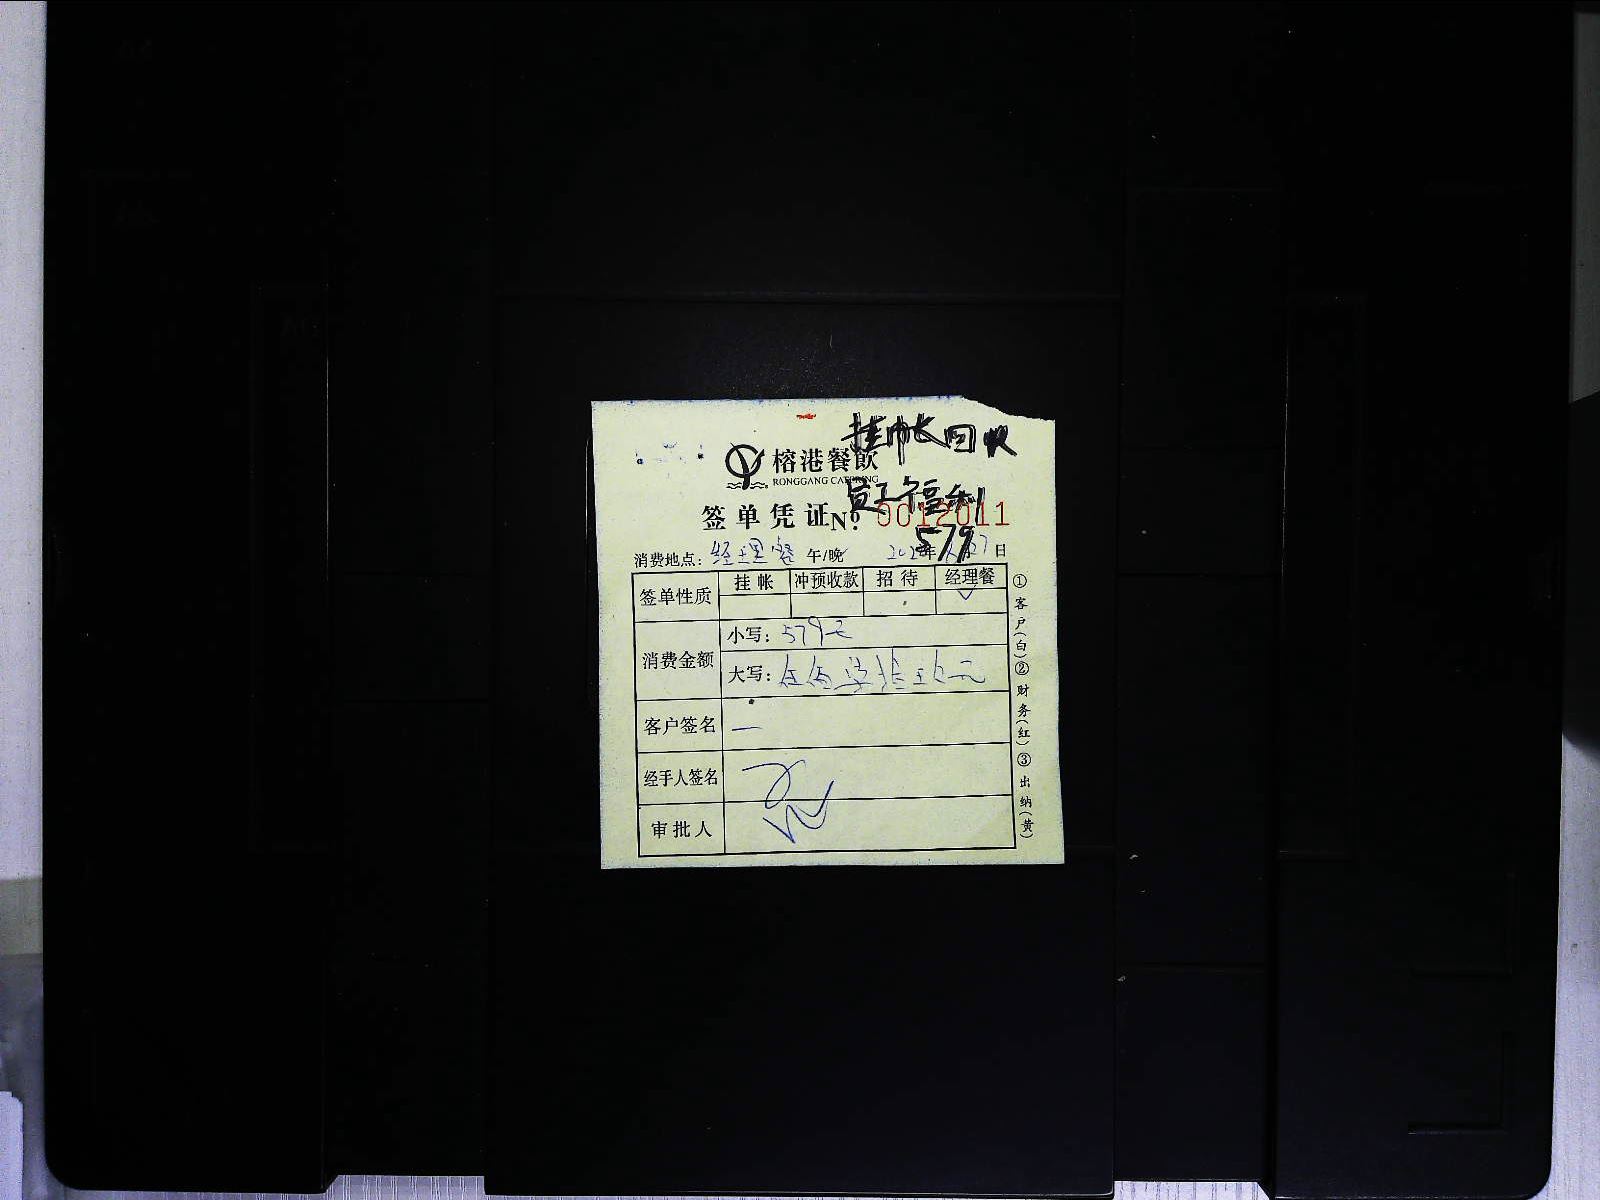 挂帐回收
榕港餐飲
RONGGANG CATERING
员工福利
签单凭证 №: 0012011
579
消费地点: 经理餐 午/晚 年 月27日
签单性质 挂帐 冲预收款 招待 经理餐
✓
消费金额 小写: 579元
大写: 伍佰柒拾玖元
客户签名 —
经手人签名
审批人
①客户(白)②财务(红)③出纳(黄)